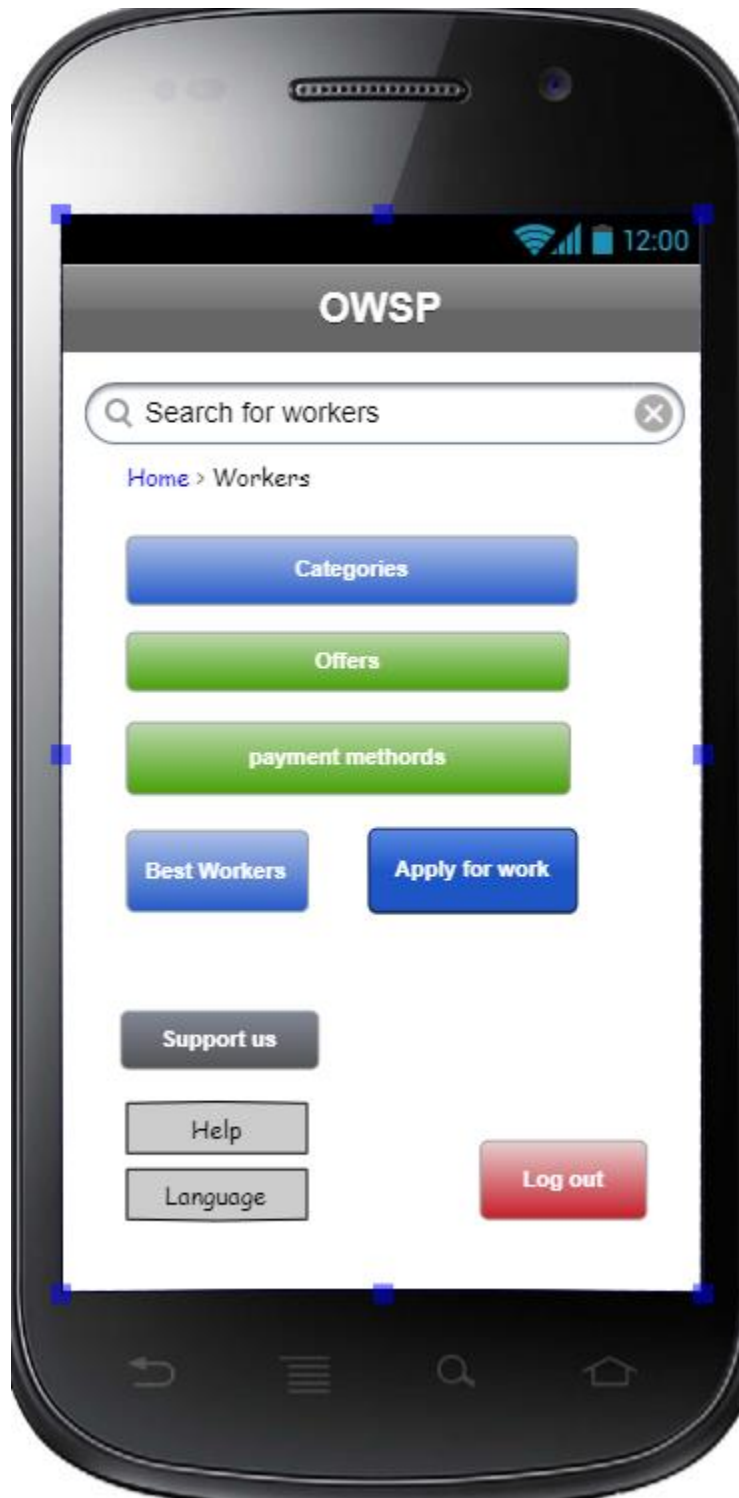 12:00
OWSP
Search for workers
Home > Workers
Categories
Offers
payment methords
Best Workers
Apply for work
Support us
Help
Language
Log out